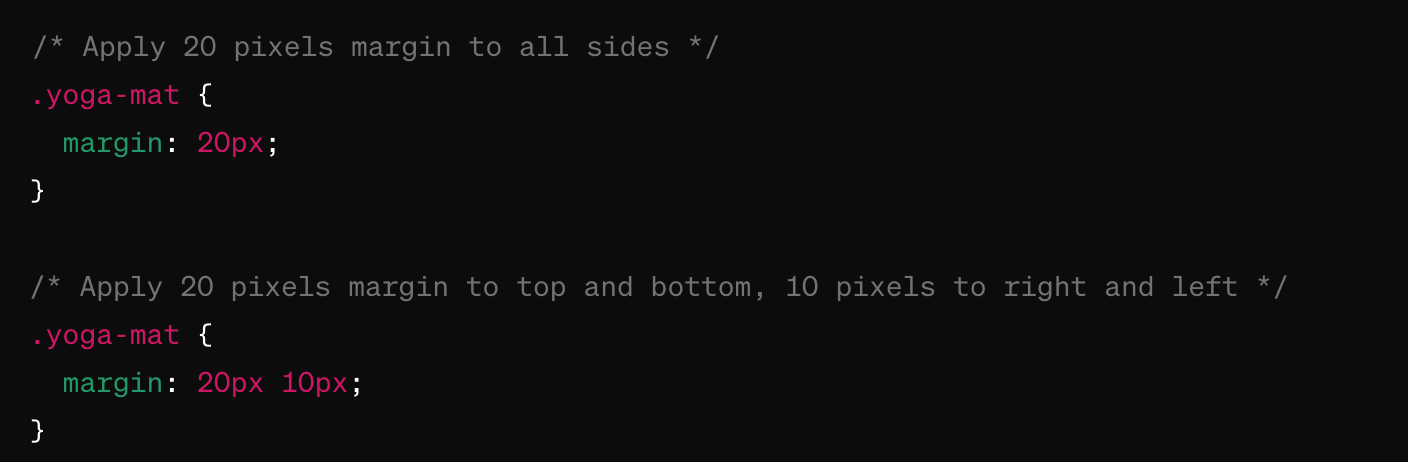 /* Apply 20 pixels margin to all sides */
.yoga-mat {
  margin: 20px;
}

/* Apply 20 pixels margin to top and bottom, 10 pixels to right and left */
.yoga-mat {
  margin: 20px 10px;
}